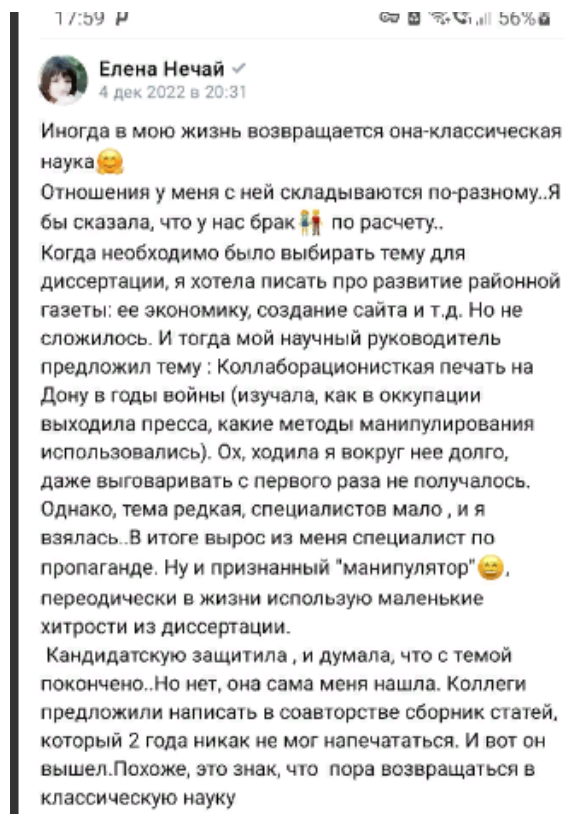 17:59
56%
Елена Нечай
4 дек 2022 в 20:31
Иногда в мою жизнь возвращается она-классическая
наука🤗
Отношения у меня с ней складываются по-разному..Я
бы сказала, что у нас брак 👫 по расчету..
Когда необходимо было выбирать тему для
диссертации, я хотела писать про развитие районной
газеты: ее экономику, создание сайта и т.д. Но не
сложилось. И тогда мой научный руководитель
предложил тему : Коллаборационисткая печать на
Дону в годы войны (изучала, как в оккупации
выходила пресса, какие методы манипулирования
использовались). Ох, ходила я вокруг нее долго,
даже выговаривать с первого раза не получалось.
Однако, тема редкая, специалистов мало , и я
взялась..В итоге вырос из меня специалист по
пропаганде. Ну и признанный "манипулятор"😄,
переодически в жизни использую маленькие
хитрости из диссертации.
Кандидатскую защитила , и думала, что с темой
покончено..Но нет, она сама меня нашла. Коллеги
предложили написать в соавторстве сборник статей,
который 2 года никак не мог напечататься. И вот он
вышел.Похоже, это знак, что пора возвращаться в
классическую науку